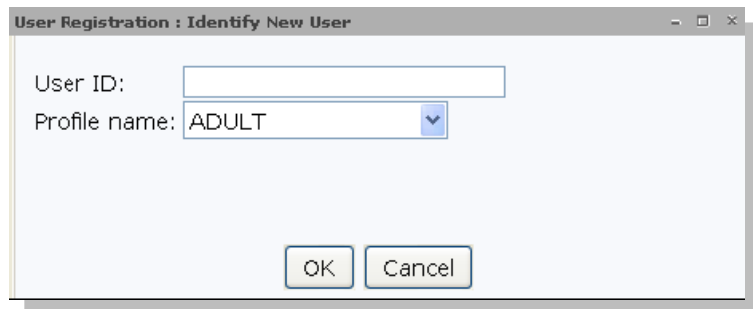 User Registration : Identify New User
User ID:
Profile name: ADULT
OK Cancel